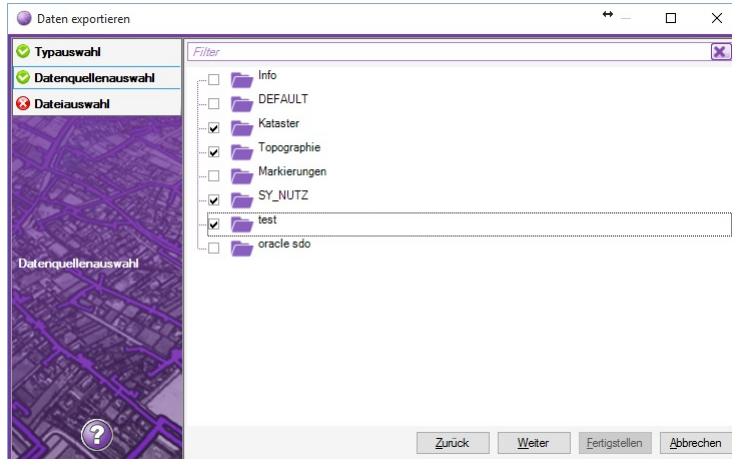 Daten exportieren
Typauswahl
Datenquellenauswahl
Dateiauswahl
Datenquellenauswahl
Filter
Info
DEFAULT
Kataster
Topographie
Markierungen
SY_NUTZ
test
oracle sdo
?
Zurück
Weiter
Fertigstellen
Abbrechen